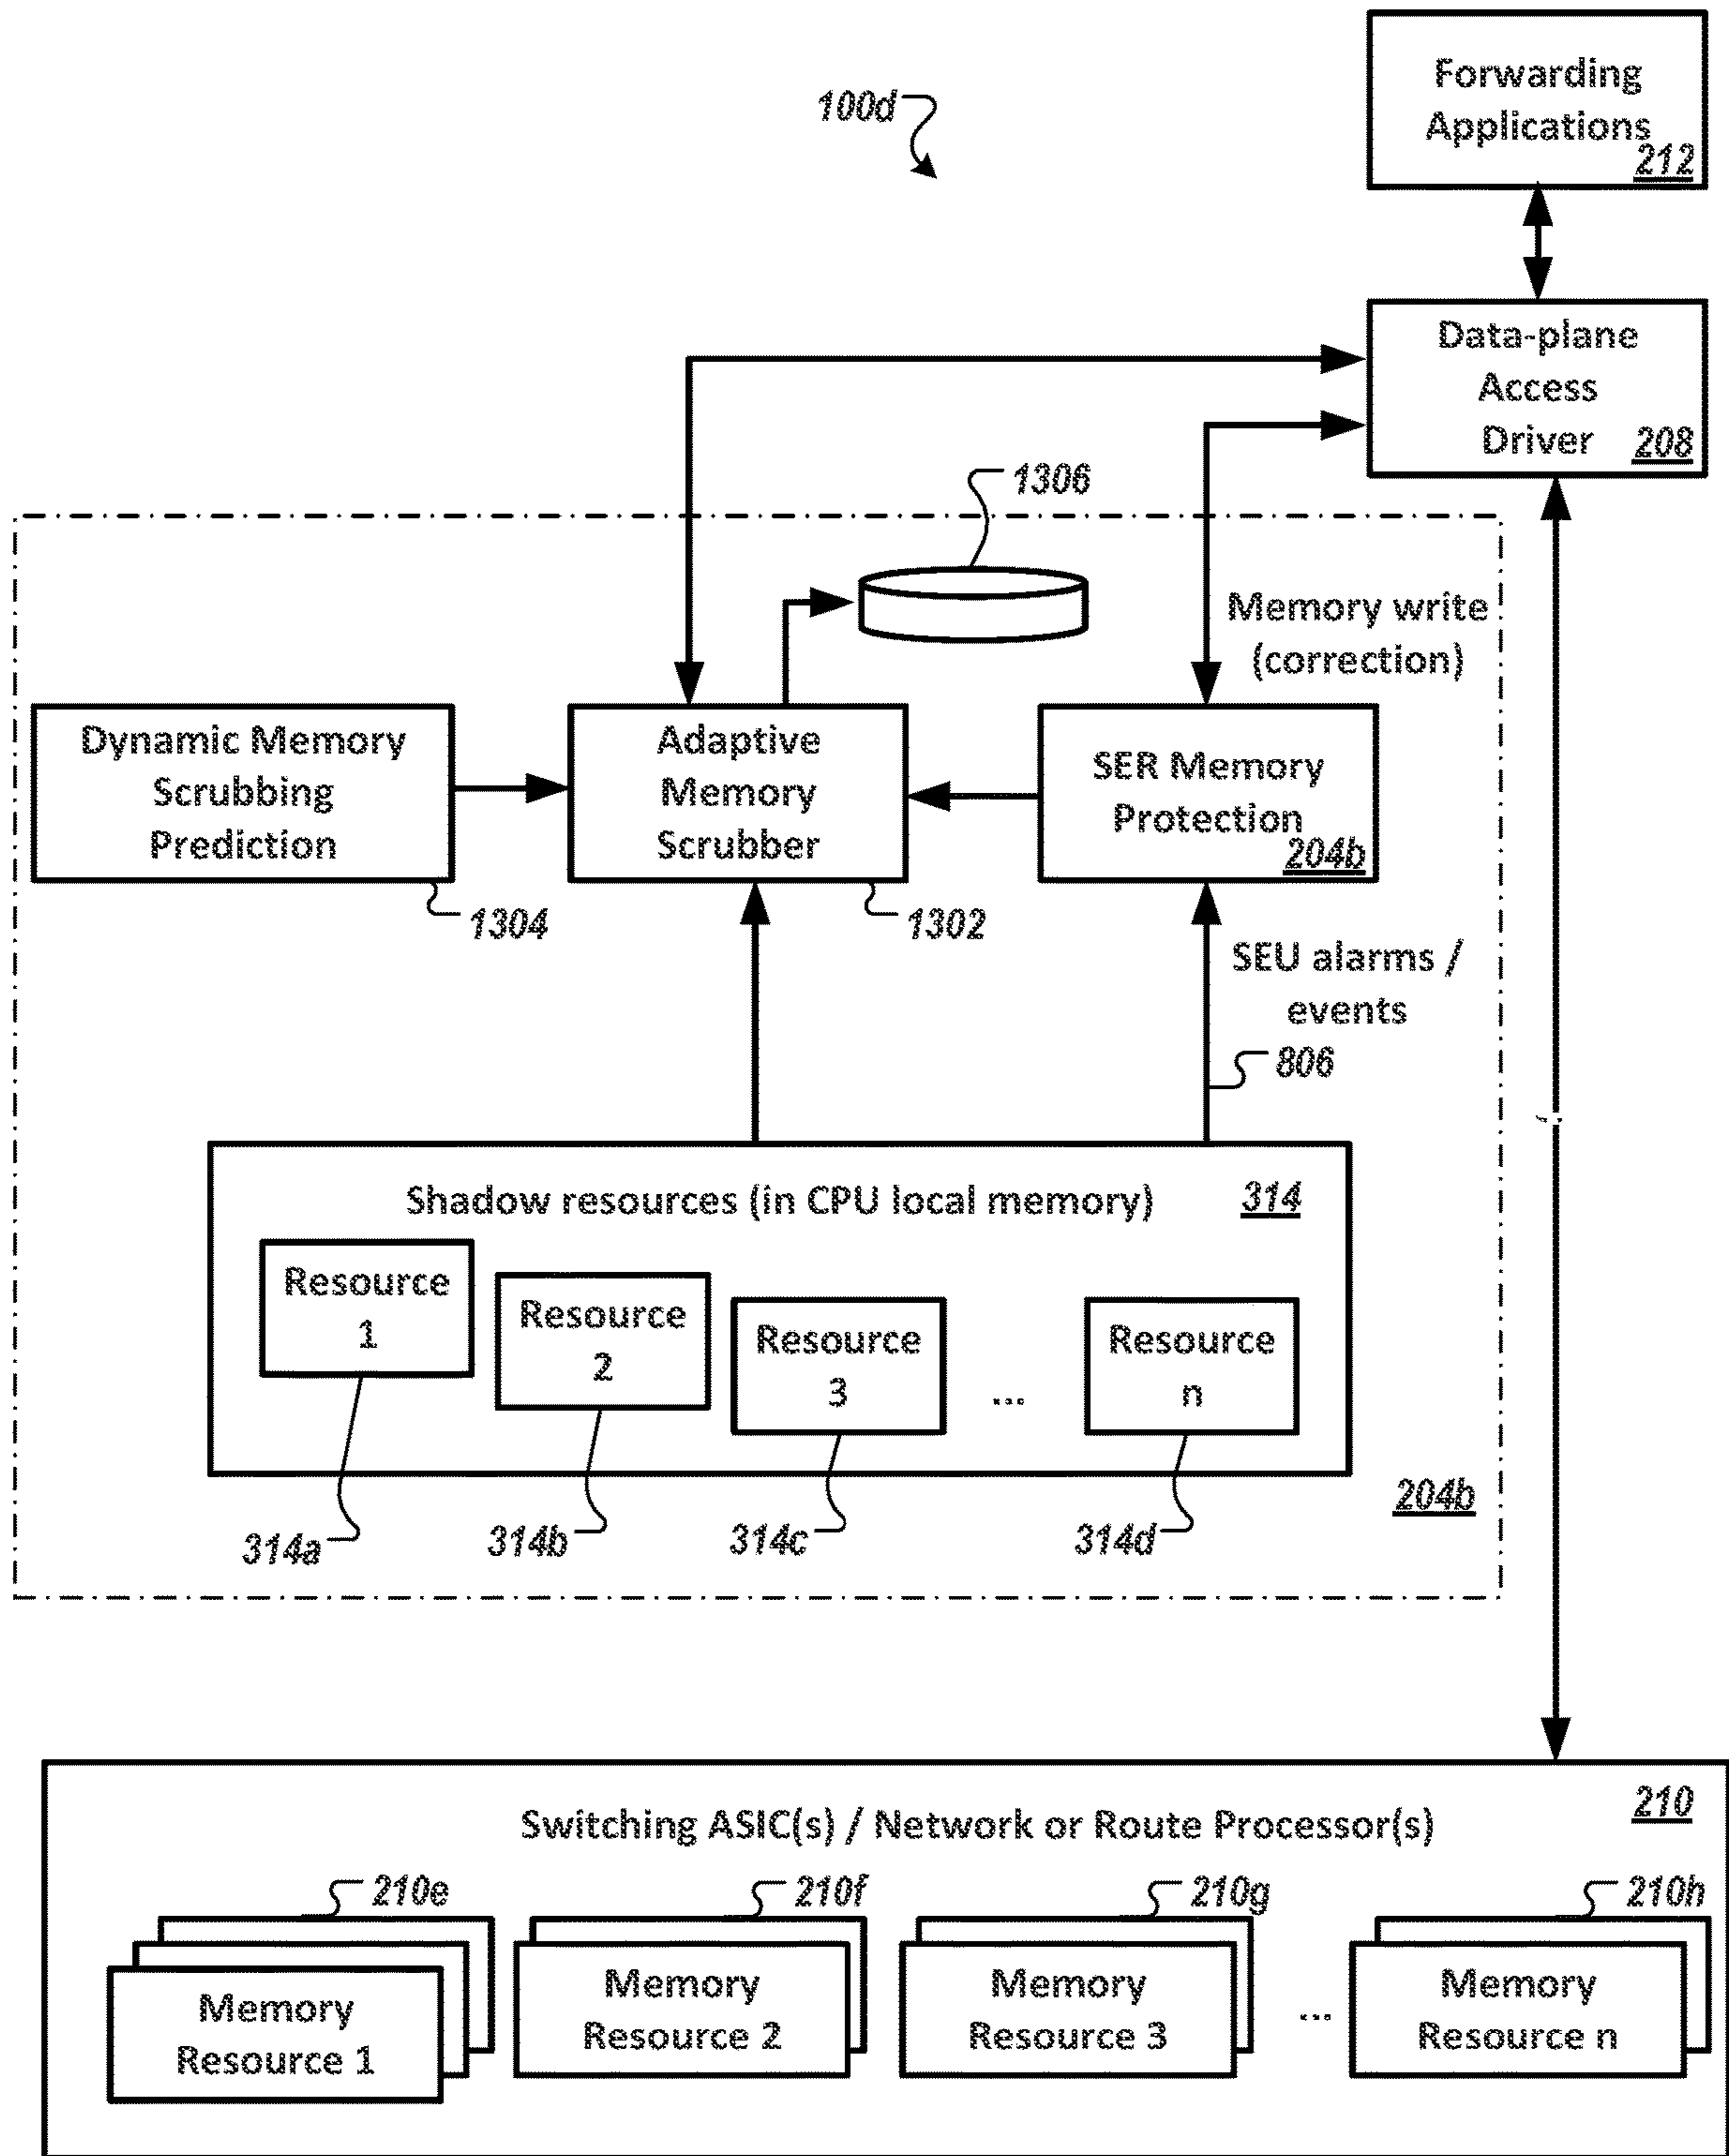 Forwarding
Applications
212
100d
Data-plane
Access
Driver
208
1306
Memory write
(correction)
Dynamic Memory
Scrubbing
Prediction
1304
Adaptive
Memory
Scrubber
1302
SER Memory
Protection
204b
SEU alarms /
events
806
Shadow resources (in CPU local memory)
314
Resource
1
Resource
2
Resource
3
...
Resource
n
314a
314b
314c
314d
204b
Switching ASIC(s) / Network or Route Processor(s)
210
210e
210f
210g
210h
Memory
Resource 1
Memory
Resource 2
Memory
Resource 3
...
Memory
Resource n